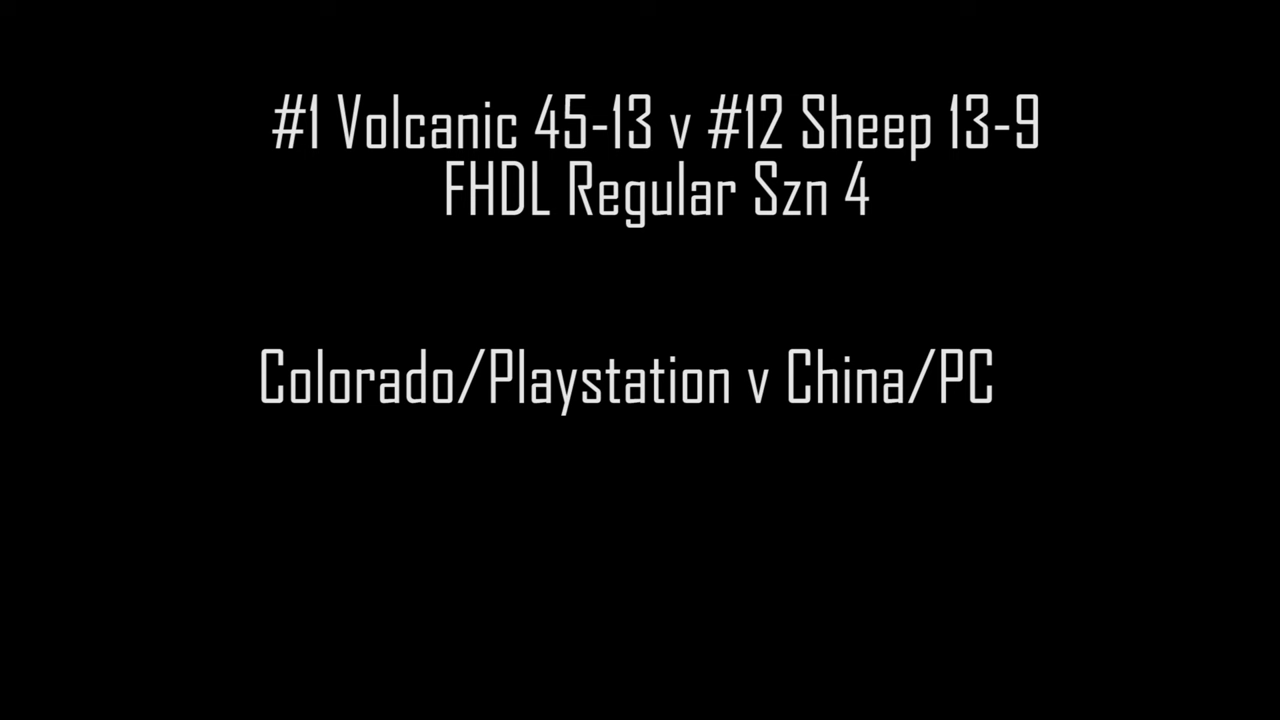 #1 Volcanic 45-13 v #12 Sheep 13-9
FHDL Regular Szn 4
Colorado/Playstation v China/PC